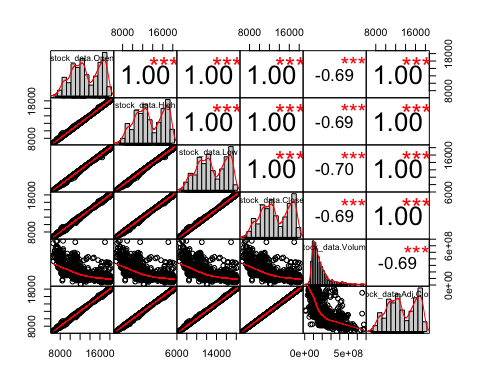 8000 16000 8000 16000 8000 16000
stock_data.Open *** 1.00 *** 1.00 *** 1.00 *** -0.69 *** 1.00 8000 18000
8000 18000 stock_data.High *** 1.00 *** 1.00 *** -0.69 *** 1.00
stock_data.Low *** 1.00 *** -0.70 *** 1.00 6000 16000
8000 18000 stock_data.Close *** -0.69 *** 1.00
ock_data.Volum *** -0.69 0e+00 6e+08
8000 18000
8000 16000 6000 14000 0e+00 5e+08